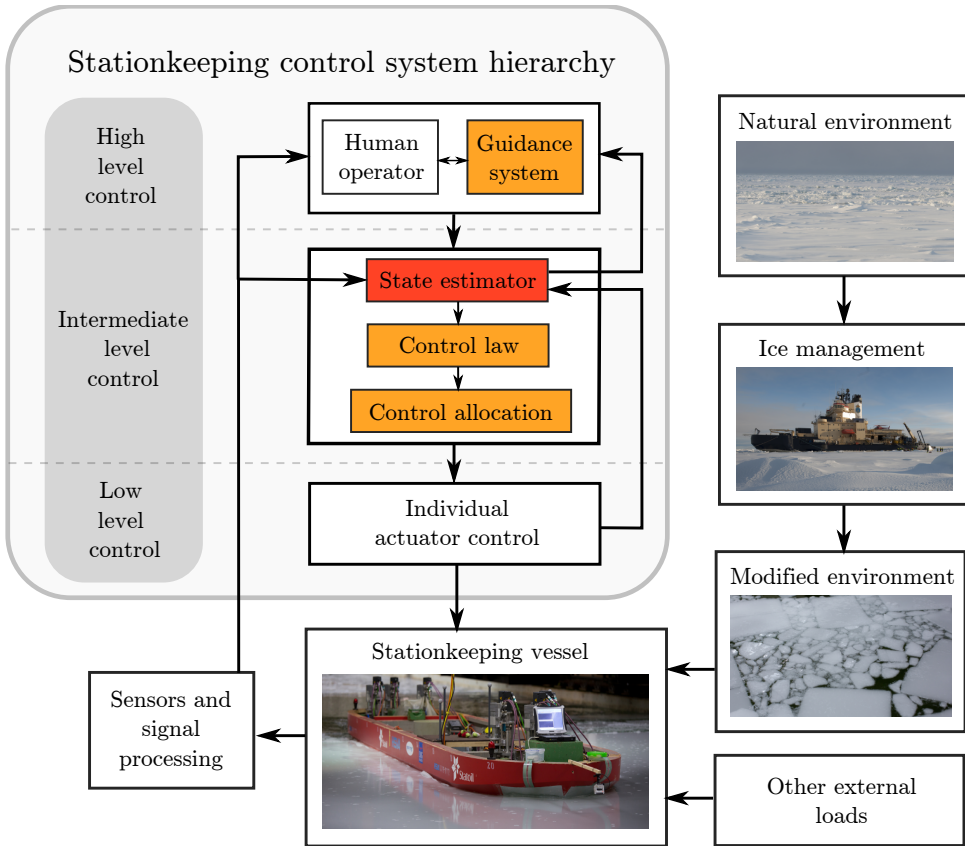 Stationkeeping control system hierarchy
High
level
control
Human
operator
Guidance
system
Intermediate
level
control
State estimator
Control law
Control allocation
Low
level
control
Individual
actuator control
Natural environment
Ice management
Modified environment
Stationkeeping vessel
Statoil
Sensors and
signal
processing
Other external
loads